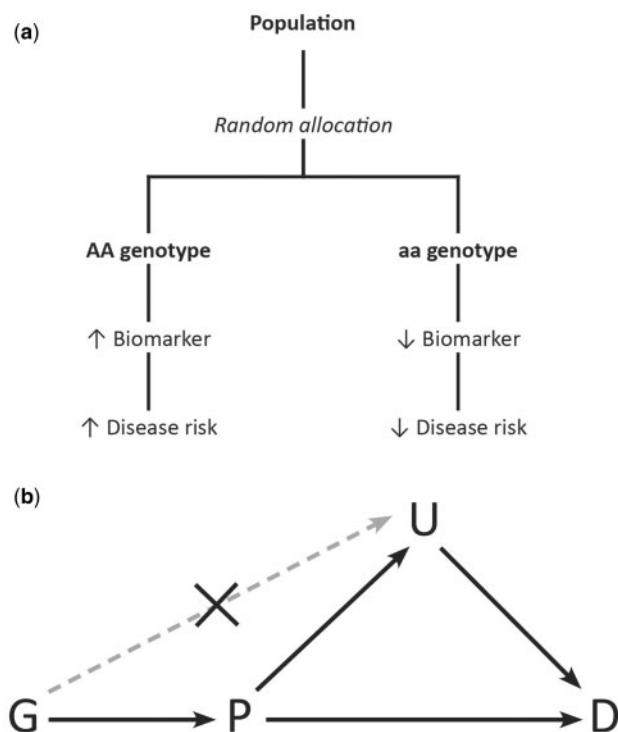 (a)
Population
Random allocation
AA genotype aa genotype
↑ Biomarker ↓ Biomarker
↑ Disease risk ↓ Disease risk
(b)
U
G P D